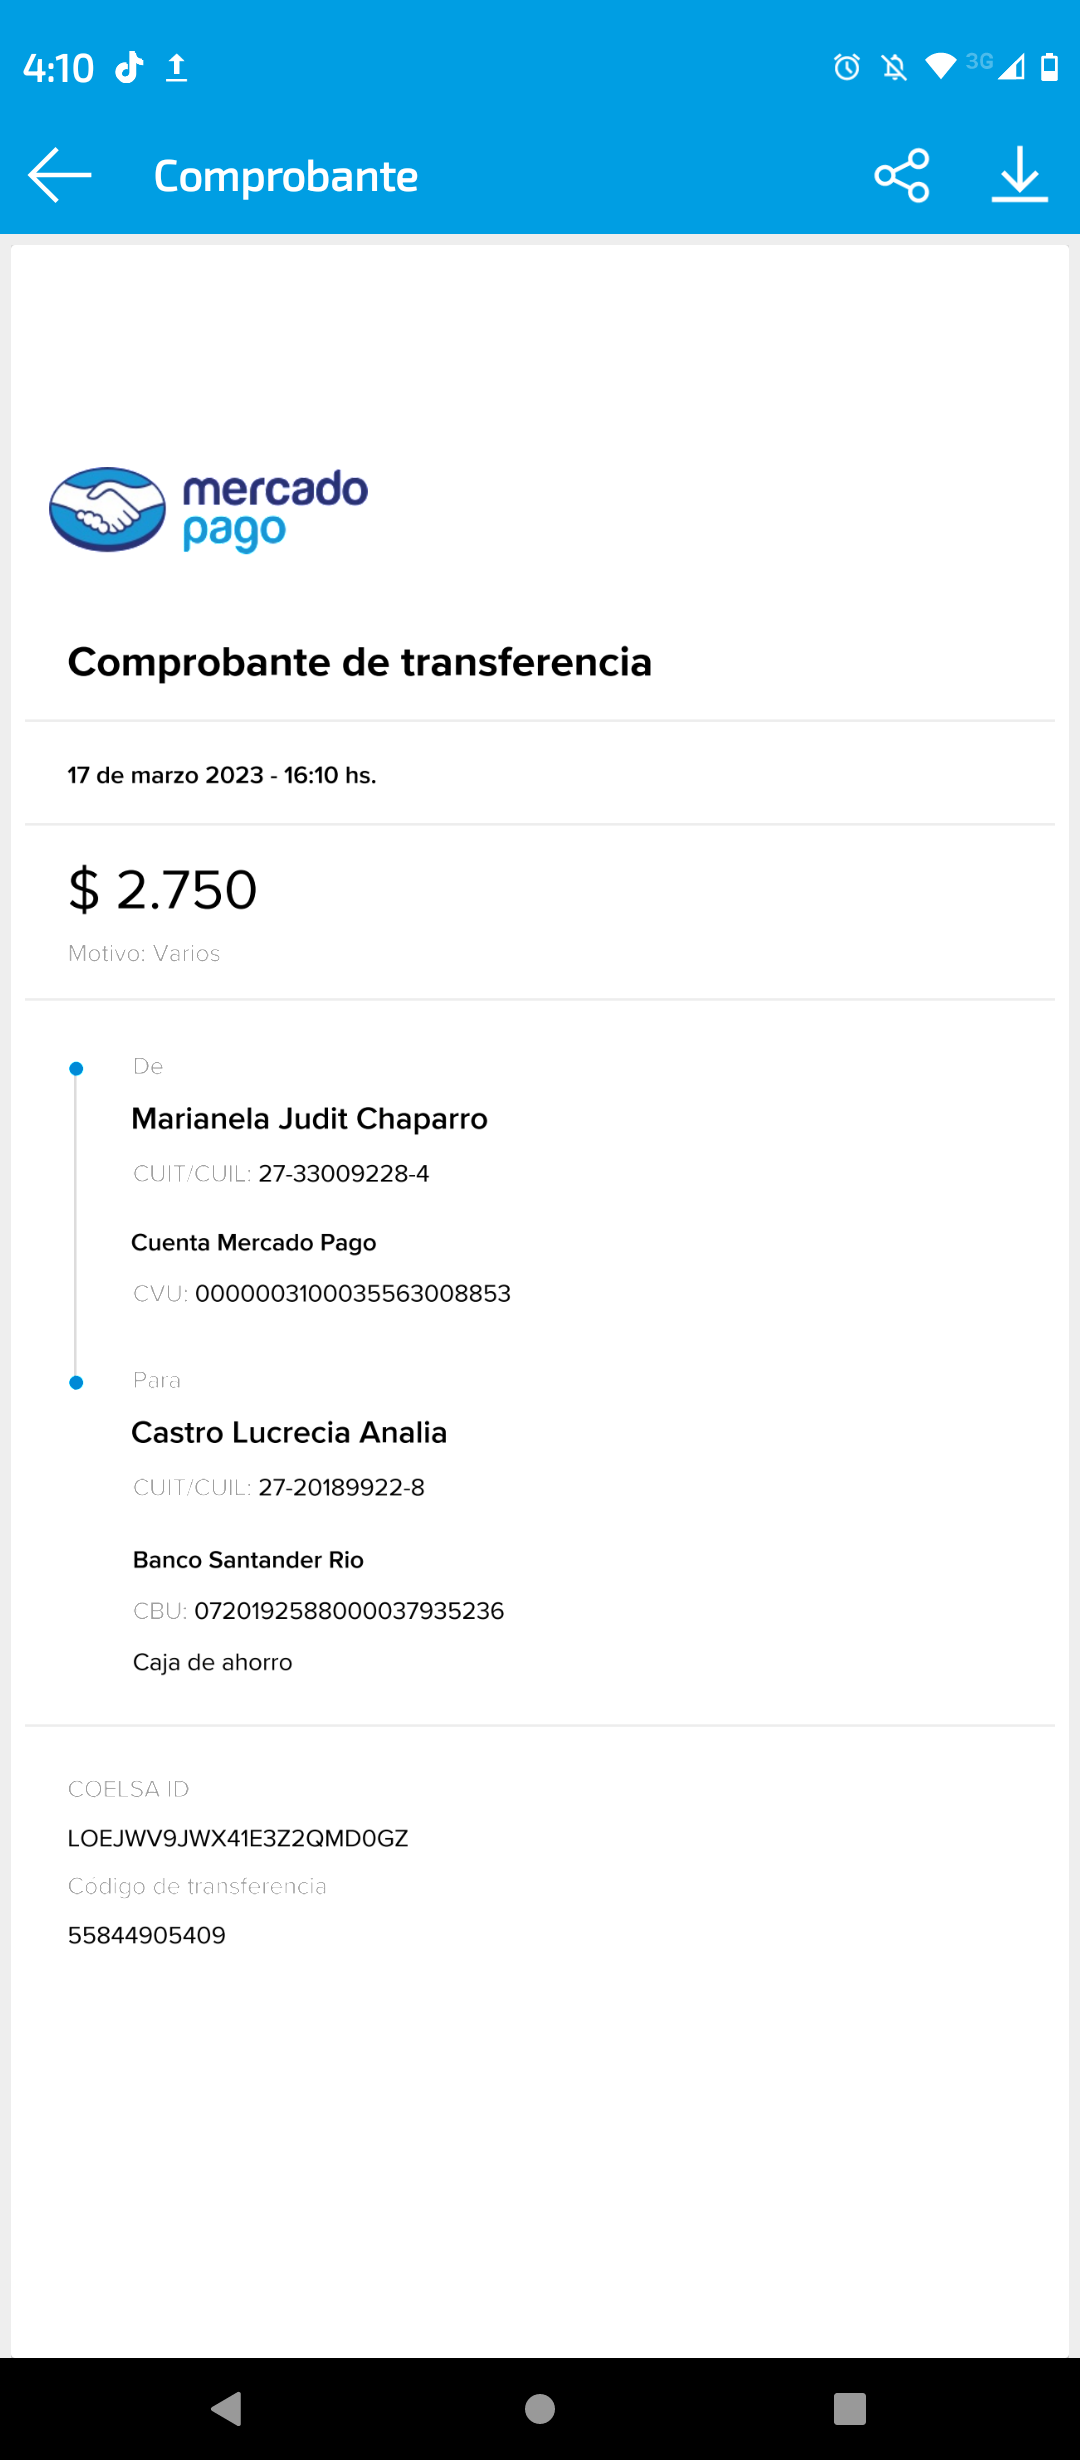 4:10
3G
Comprobante
mercado
pago
Comprobante de transferencia
17 de marzo 2023 - 16:10 hs.
$ 2.750
Motivo: Varios
De
Marianela Judit Chaparro
CUIT/CUIL: 27-33009228-4
Cuenta Mercado Pago
CVU: 0000003100035563008853
Para
Castro Lucrecia Analia
CUIT/CUIL: 27-20189922-8
Banco Santander Rio
CBU: 0720192588000037935236
Caja de ahorro
COELSA ID
LOEJWV9JWX41E3Z2QMD0GZ
Código de transferencia
55844905409